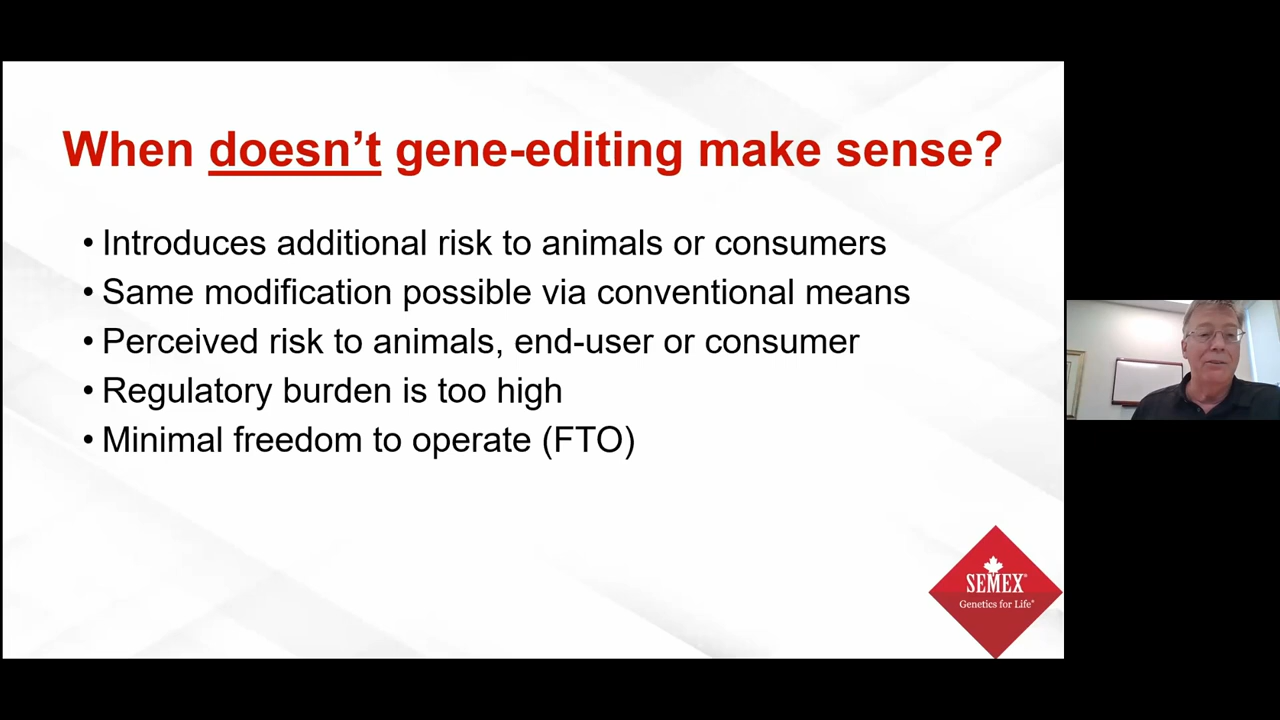 When doesn't gene-editing make sense?
• Introduces additional risk to animals or consumers
• Same modification possible via conventional means
• Perceived risk to animals, end-user or consumer
• Regulatory burden is too high
• Minimal freedom to operate (FTO)
SEMEX®
Genetics for Life®